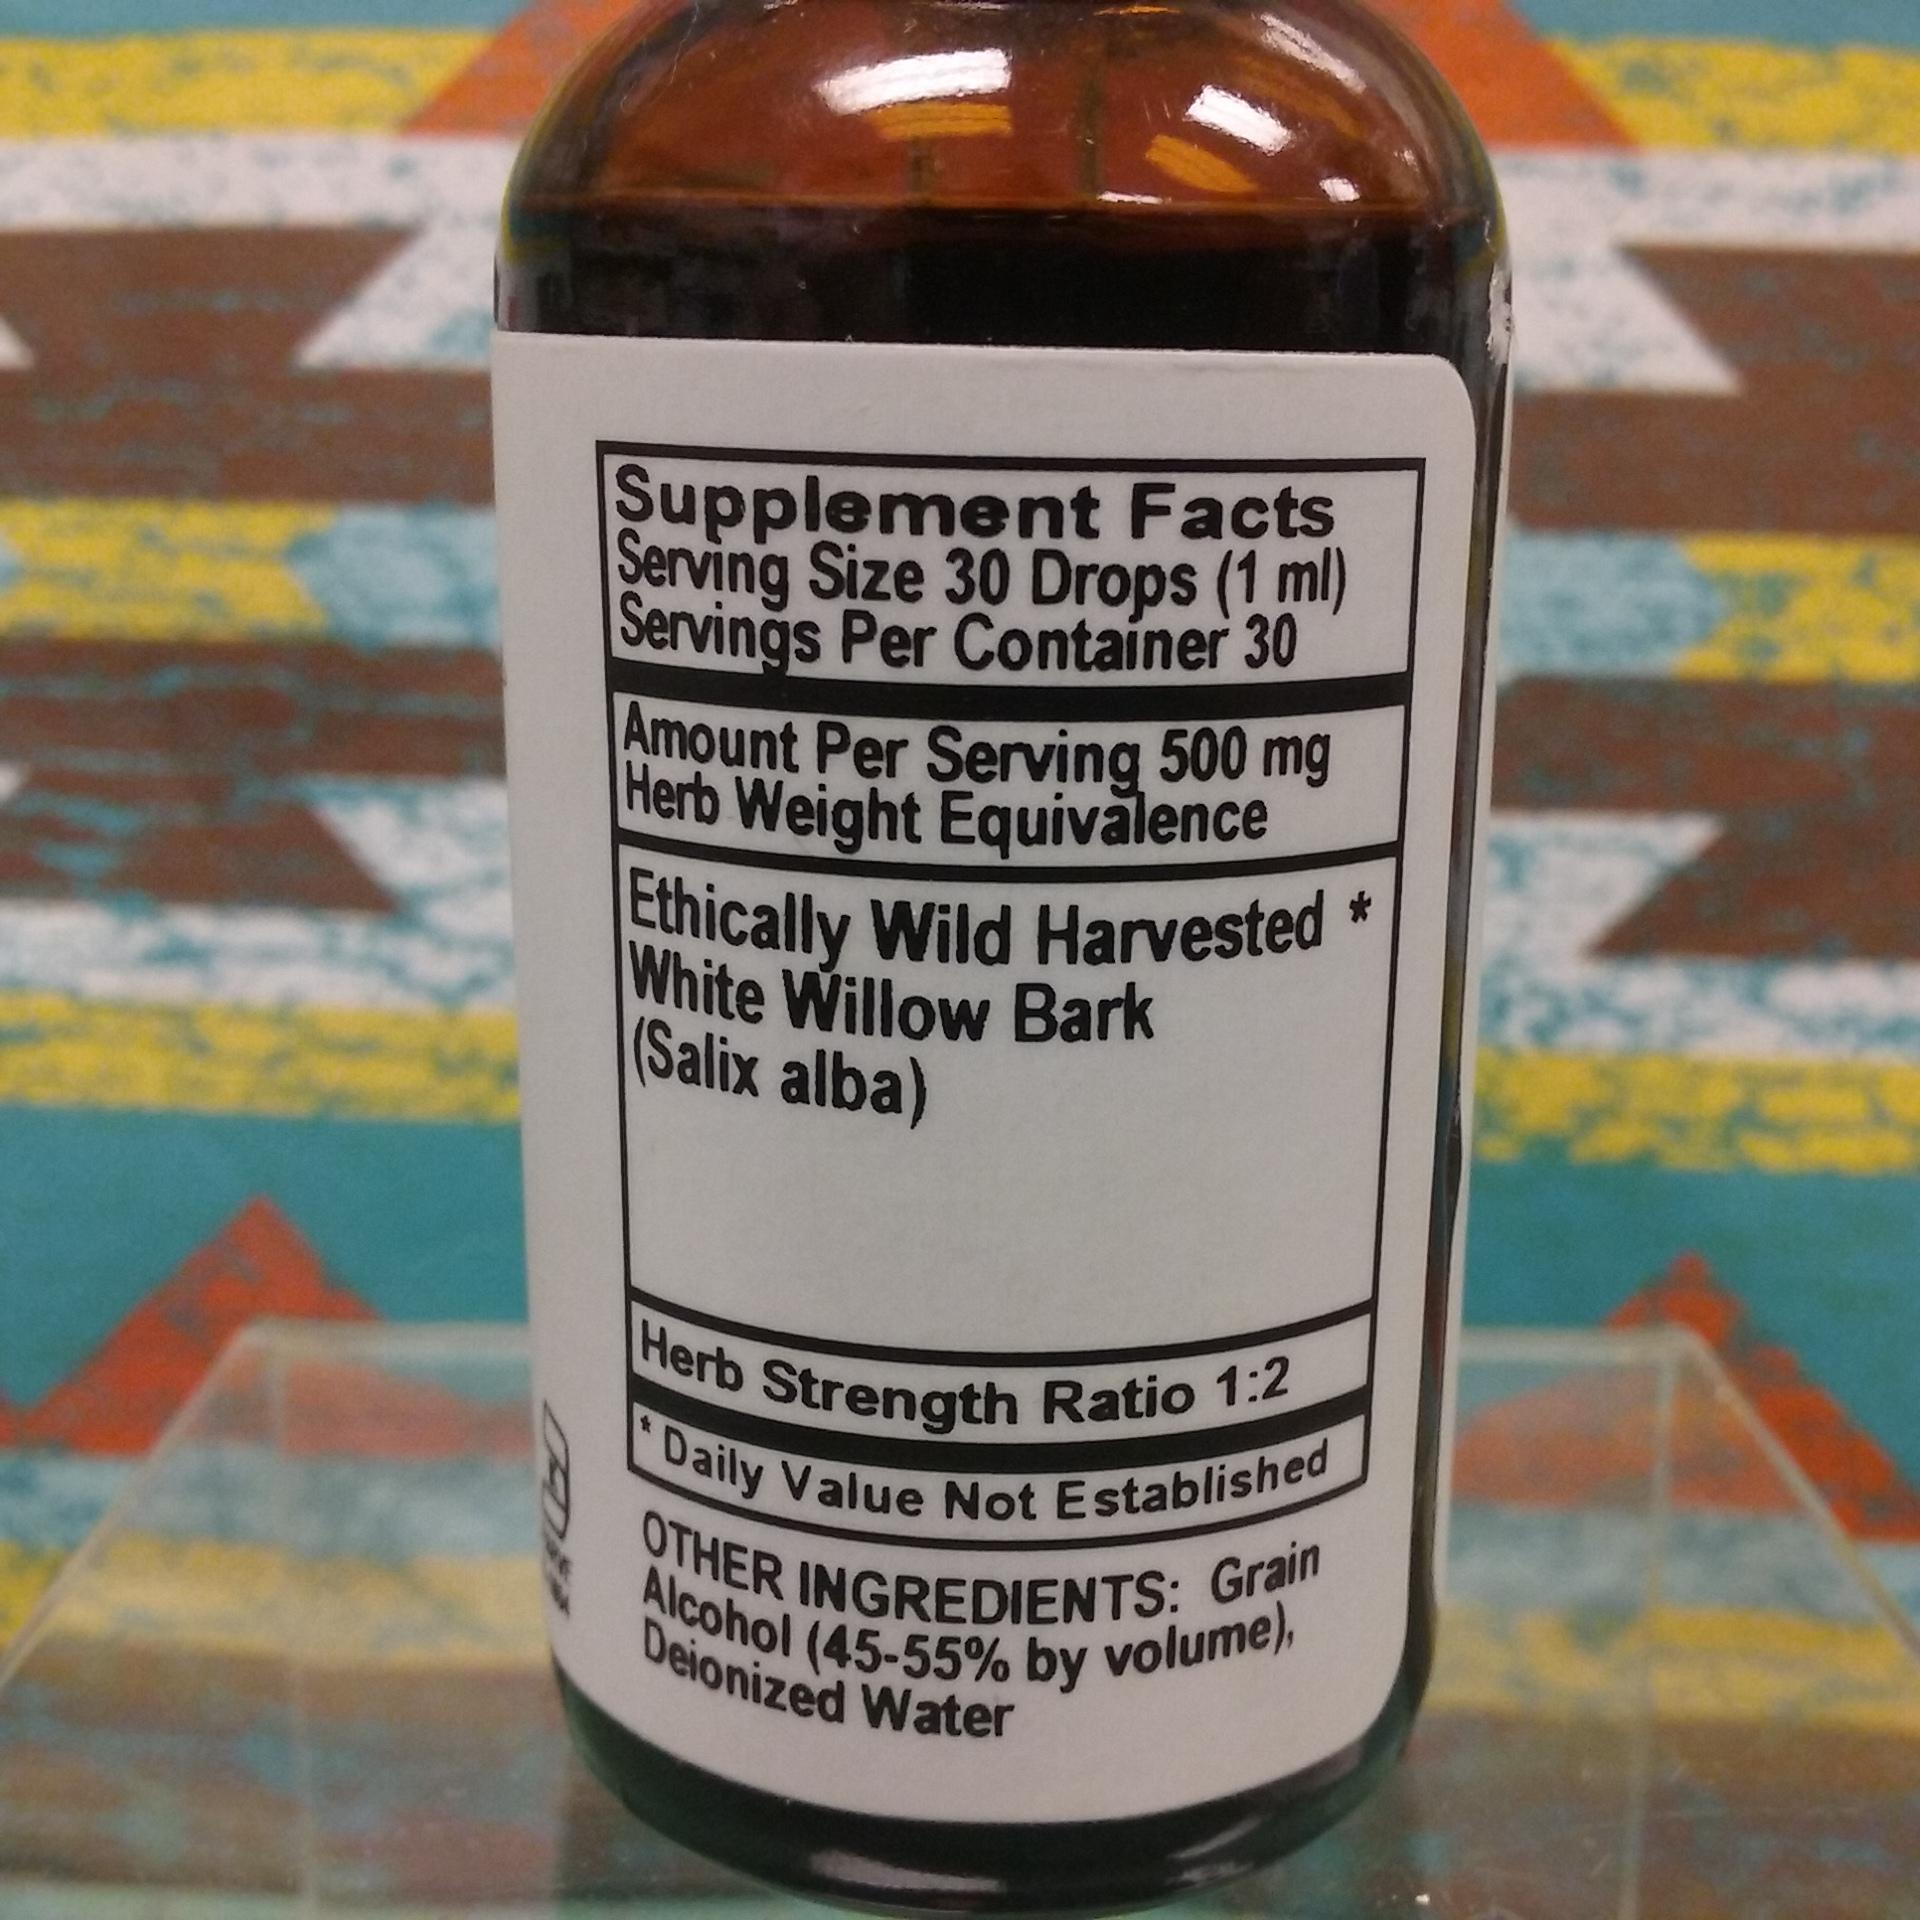 Supplement Facts
Serving Size 30 Drops (1 ml)
Servings Per Container 30
Amount Per Serving 500 mg
Herb Weight Equivalence
Ethically Wild Harvested *
White Willow Bark
(Salix alba)
Herb Strength Ratio 1:2
* Daily Value Not Established
OTHER INGREDIENTS: Grain
Alcohol (45-55% by volume),
Deionized Water